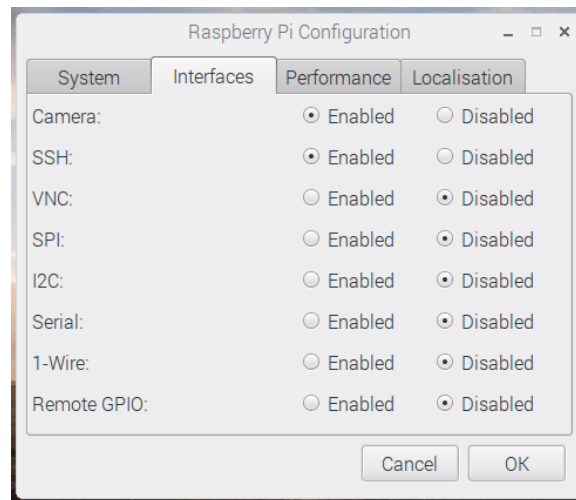 Raspberry Pi Configuration
System Interfaces Performance Localisation
Camera: Enabled Disabled
SSH: Enabled Disabled
VNC: Enabled Disabled
SPI: Enabled Disabled
I2C: Enabled Disabled
Serial: Enabled Disabled
1-Wire: Enabled Disabled
Remote GPIO: Enabled Disabled
Cancel OK